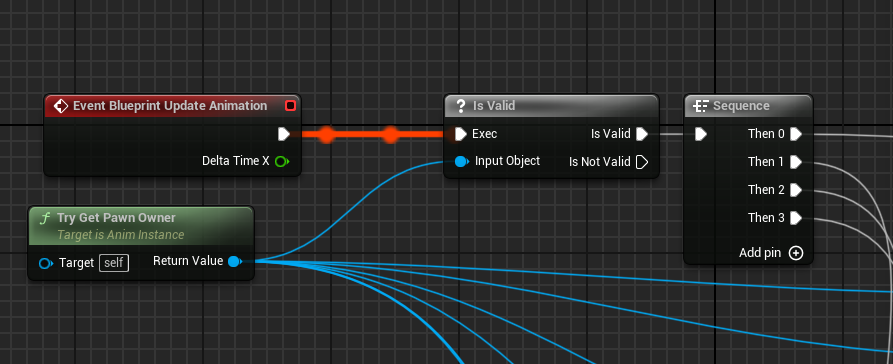 Event Blueprint Update Animation
Delta Time X
Try Get Pawn Owner
Target is Anim Instance
Target self Return Value
? Is Valid
Exec Is Valid
Input Object Is Not Valid
Sequence
Then 0
Then 1
Then 2
Then 3
Add pin